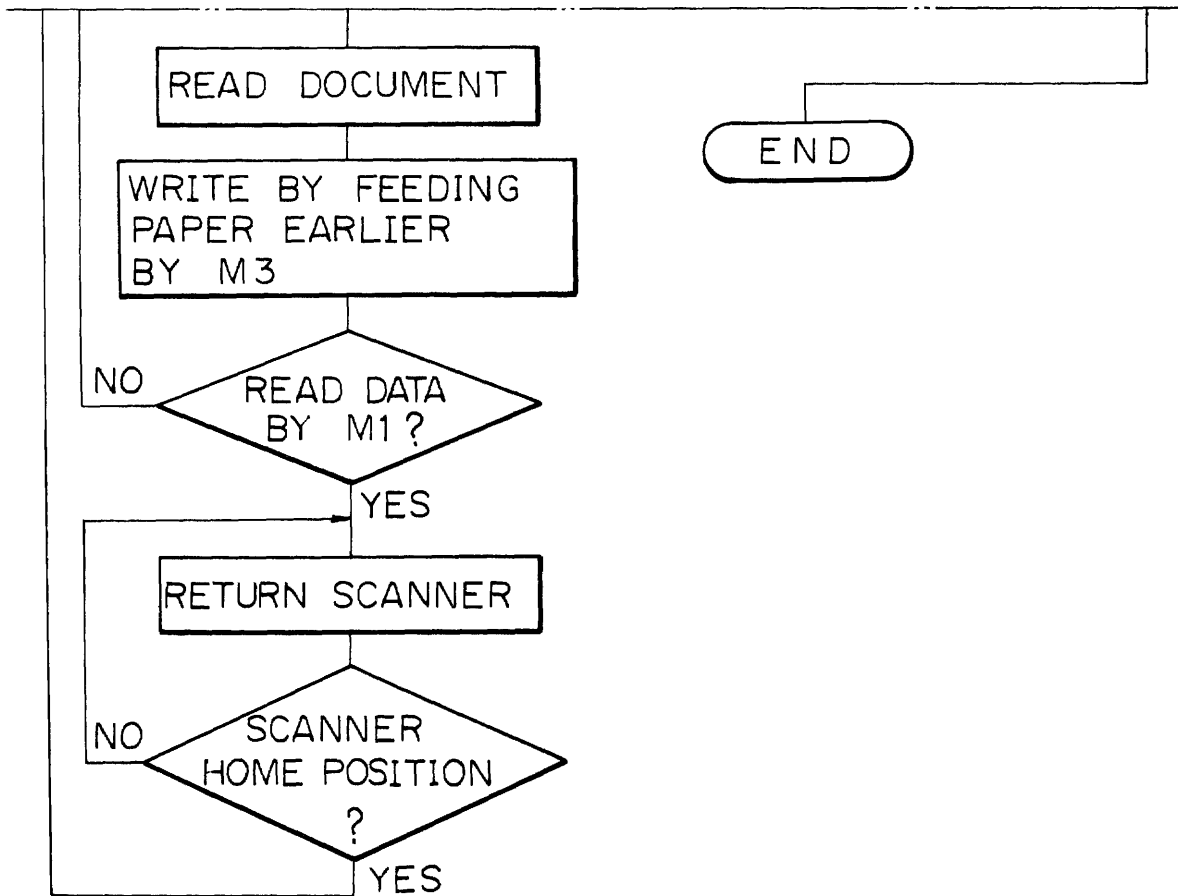 READ DOCUMENT
END
WRITE BY FEEDING
PAPER EARLIER
BY M3
NO
READ DATA
BY M1?
YES
RETURN SCANNER
NO
SCANNER
HOME POSITION
?
YES